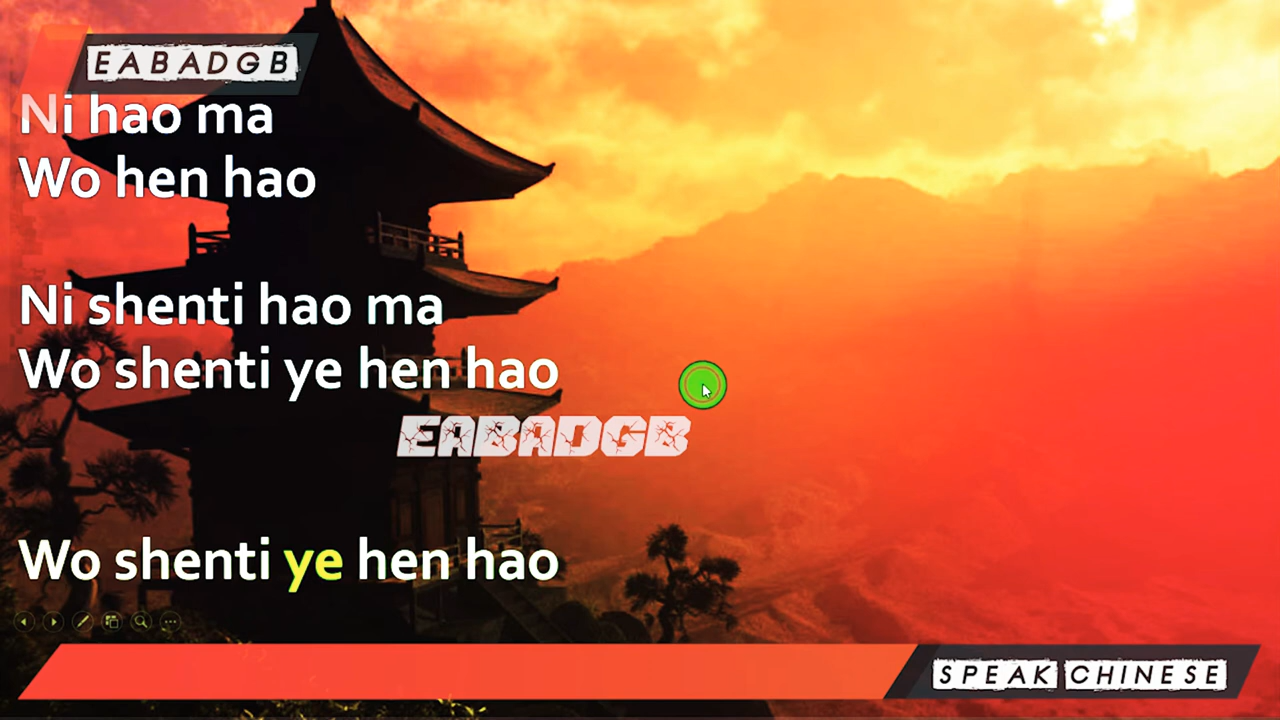 EABADGB
Ni hao ma
Wo hen hao
Ni shenti hao ma
Wo shenti ye hen hao
EABADGB
Wo shenti ye hen hao
SPEAK CHINESE